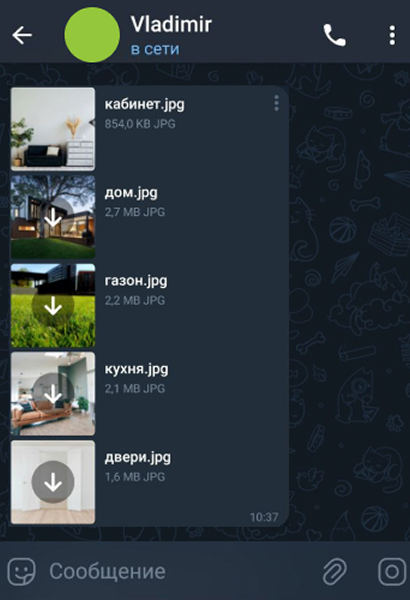 Vladimir
в сети
кабинет.jpg
854,0 KB JPG
дом.jpg
2,7 MB JPG
газон.jpg
2,2 MB JPG
кухня.jpg
2,1 MB JPG
двери.jpg
1,6 MB JPG
10:37
Сообщение